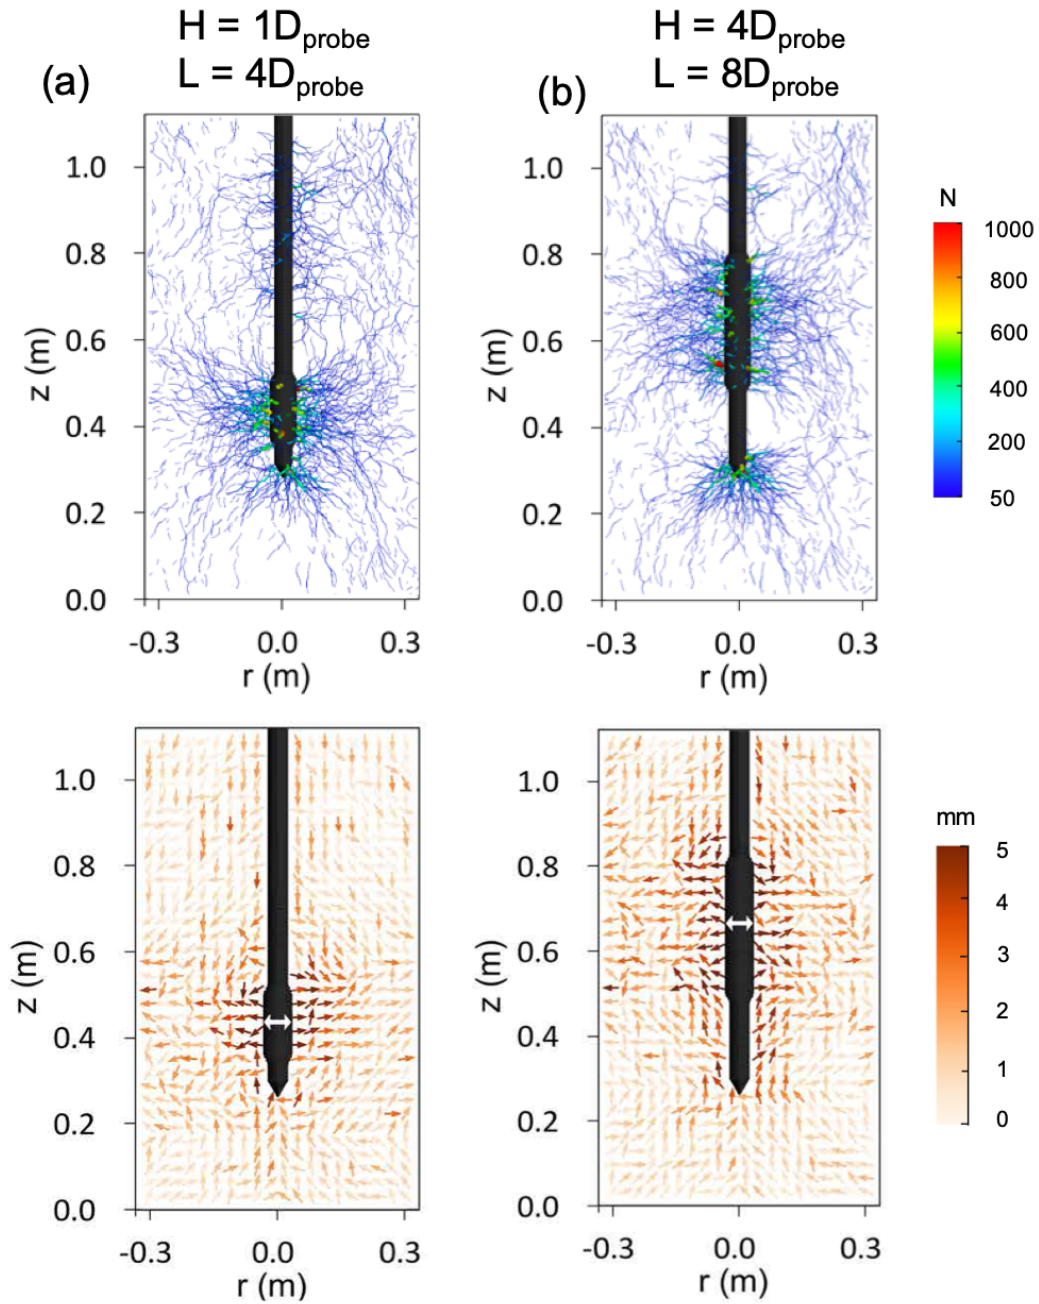 H = 1Dprobe
L = 4Dprobe
(a)
H = 4Dprobe
L = 8Dprobe
(b)
1.0
0.8
0.6
0.4
0.2
0.0
z (m)
-0.3 0.0 0.3
r (m)
1.0
0.8
0.6
0.4
0.2
0.0
z (m)
-0.3 0.0 0.3
r (m)
N
1000
800
600
400
200
50
1.0
0.8
0.6
0.4
0.2
0.0
z (m)
-0.3 0.0 0.3
r (m)
1.0
0.8
0.6
0.4
0.2
0.0
z (m)
-0.3 0.0 0.3
r (m)
mm
5
4
3
2
1
0